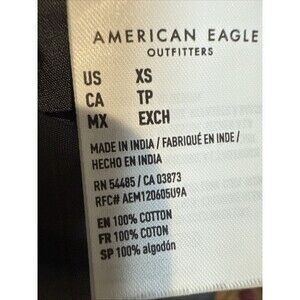 AMERICAN EAGLE
OUTFITTERS
US XS
CA TP
MX EXCH
MADE IN INDIA / FABRIQUÉ EN INDE /
HECHO EN INDIA
RN 54485 / CA 03873
RFC# AEM120605U9A
EN 100% COTTON
FR 100% COTON
SP 100% algodón